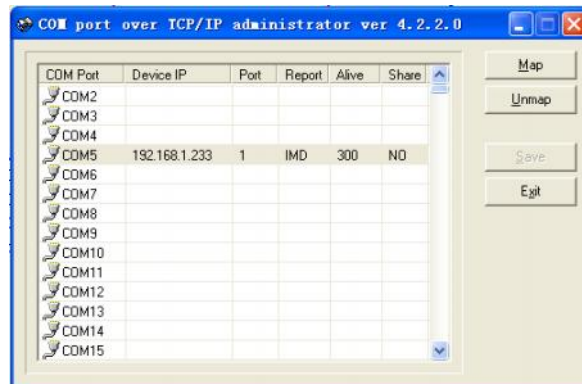 COM port over TCP/IP administrator ver 4.2.2.0
COM Port Device IP Port Report Alive Share
COM2
COM3
COM4
COM5 192.168.1.233 1 IMD 300 NO
COM6
COM7
COM8
COM9
COM10
COM11
COM12
COM13
COM14
COM15
Map
Unmap
Save
Exit